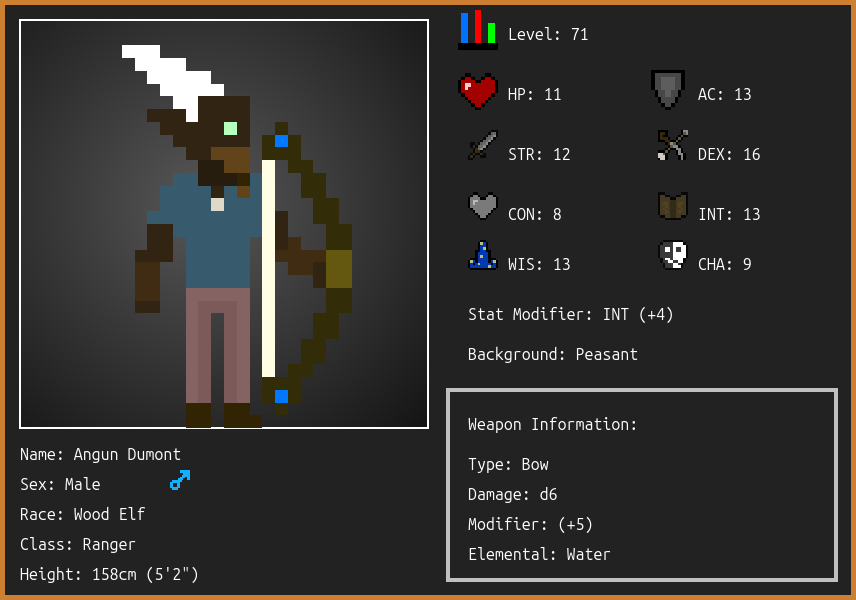 Level: 71
HP: 11
AC: 13
STR: 12
DEX: 16
CON: 8
INT: 13
WIS: 13
CHA: 9
Stat Modifier: INT (+4)
Background: Peasant
Weapon Information:
Type: Bow
Damage: d6
Modifier: (+5)
Elemental: Water
Name: Angun Dumont
Sex: Male
Race: Wood Elf
Class: Ranger
Height: 158cm (5'2")